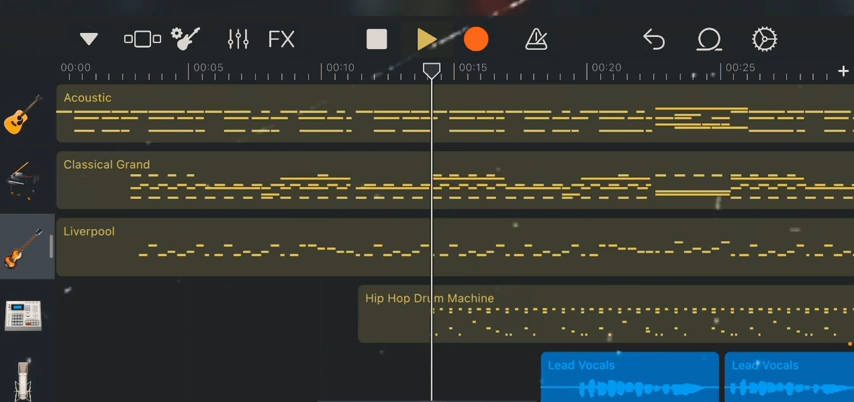 FX
00:00 00:05 00:10 00:15 00:20 00:25
Acoustic
Classical Grand
Liverpool
Hip Hop Drum Machine
Lead Vocals Lead Vocals